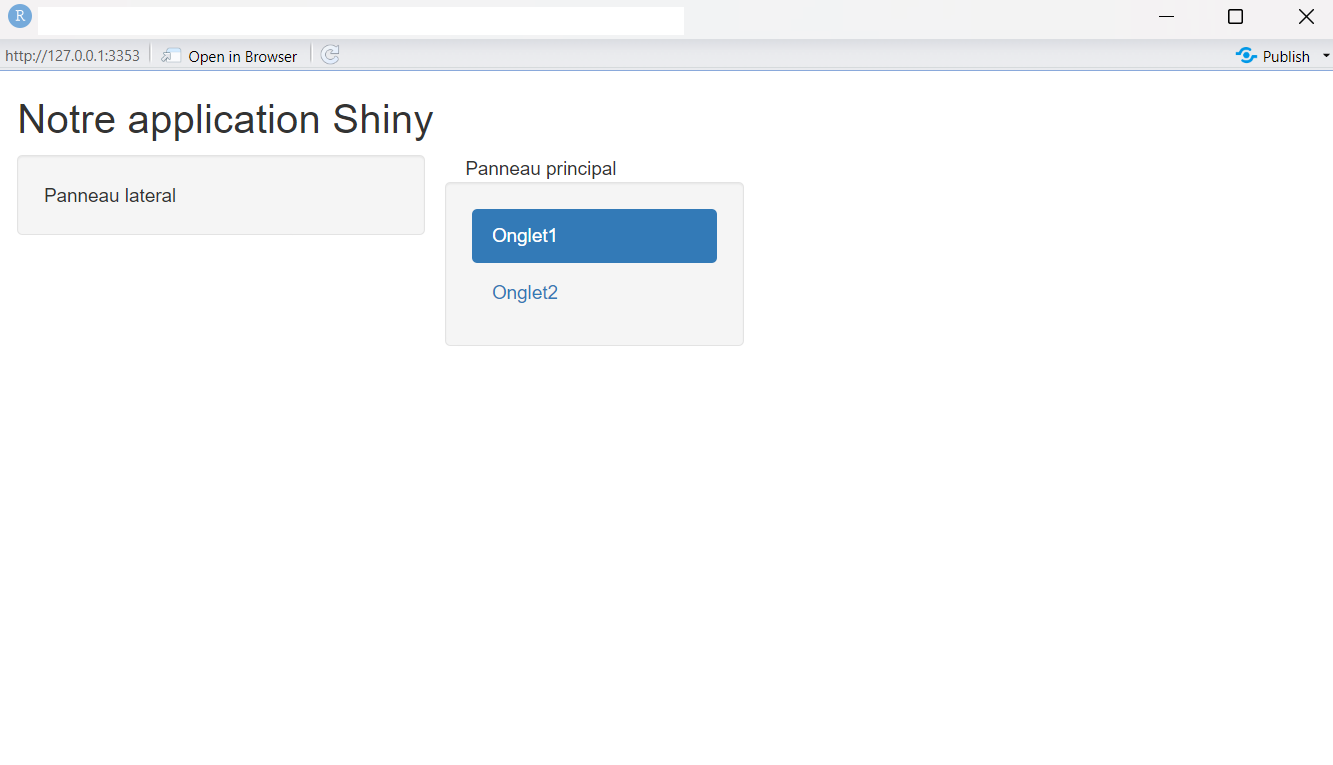 R
http://127.0.0.1:3353 Open in Browser Publish
Notre application Shiny
Panneau lateral
Panneau principal
Onglet1
Onglet2